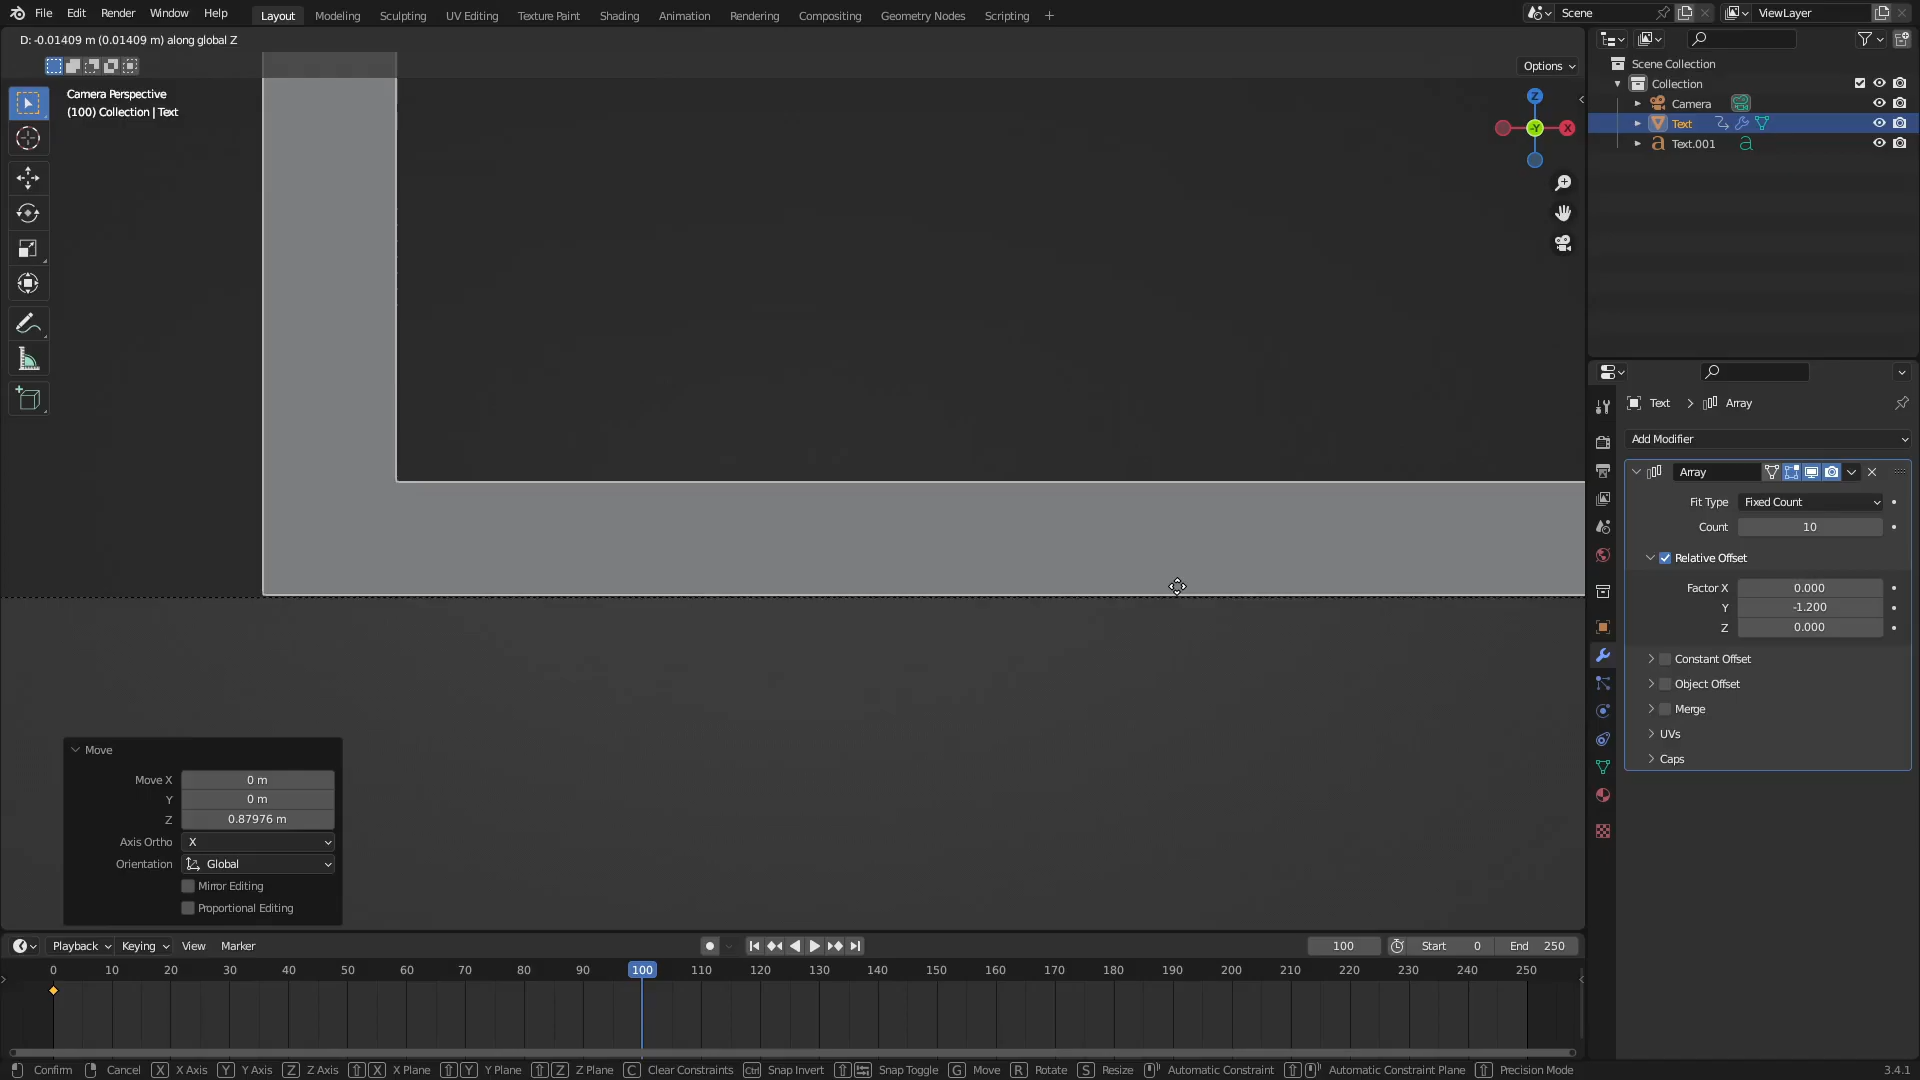 File Edit Render Window Help Layout Modeling Sculpting UV Editing Texture Paint Shading Animation Rendering Compositing Geometry Nodes Scripting + Scene ViewLayer
D: -0.01409 m (0.01409 m) along global Z
Options
Camera Perspective
(100) Collection | Text
Z
-Y
X
Scene Collection
Collection
Camera
Text
Text.001
Text > Array
Add Modifier
Array
Fit Type Fixed Count
Count 10
Relative Offset
Factor X 0.000
Y -1.200
Z 0.000
Constant Offset
Object Offset
Merge
UVs
Caps
Move
Move X 0 m
Y 0 m
Z 0.87976 m
Axis Ortho X
Orientation Global
Mirror Editing
Proportional Editing
Playback Keying View Marker 100 Start 0 End 250
0 10 20 30 40 50 60 70 80 90 100 110 120 130 140 150 160 170 180 190 200 210 220 230 240 250
Confirm Cancel X X Axis Y Y Axis Z Z Axis X X Plane Y Y Plane Z Z Plane C Clear Constraints Ctrl Snap Invert Snap Toggle G Move R Rotate S Resize Automatic Constraint Automatic Constraint Plane Precision Mode 3.4.1